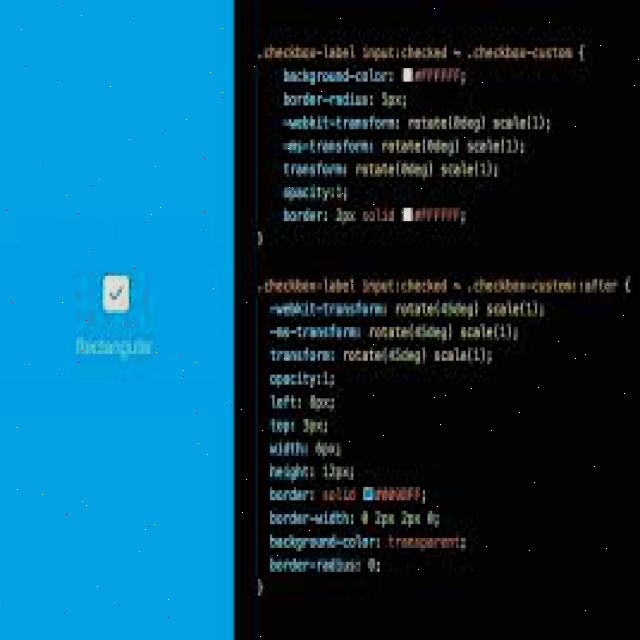 Rectangular
.checkbox-label input:checked ~ .checkbox-custom {
background-color: #FFFFFF;
border-radius: 5px;
-webkit-transform: rotate(0deg) scale(1);
-ms-transform: rotate(0deg) scale(1);
transform: rotate(0deg) scale(1);
opacity:1;
border: 2px solid #FFFFFF;
}
.checkbox-label input:checked ~ .checkbox-custom::after {
-webkit-transform: rotate(45deg) scale(1);
-ms-transform: rotate(45deg) scale(1);
transform: rotate(45deg) scale(1);
opacity:1;
left: 8px;
top: 3px;
width: 6px;
height: 12px;
border: solid
border-width: 0 2px 2px 0;
background-color: transparent;
border-radius: 0;
}